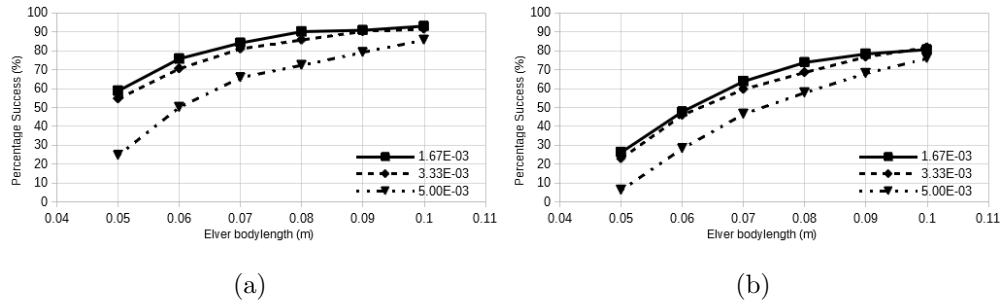 100
90
80
70
60
50
40
30
20
10
0
Percentage Success (%)
1.67E-03
3.33E-03
5.00E-03
0.04 0.05 0.06 0.07 0.08 0.09 0.1 0.11
Elver bodylength (m)
(a)
100
90
80
70
60
50
40
30
20
10
0
Percentage Success (%)
1.67E-03
3.33E-03
5.00E-03
0.04 0.05 0.06 0.07 0.08 0.09 0.1 0.11
Elver bodylength (m)
(b)